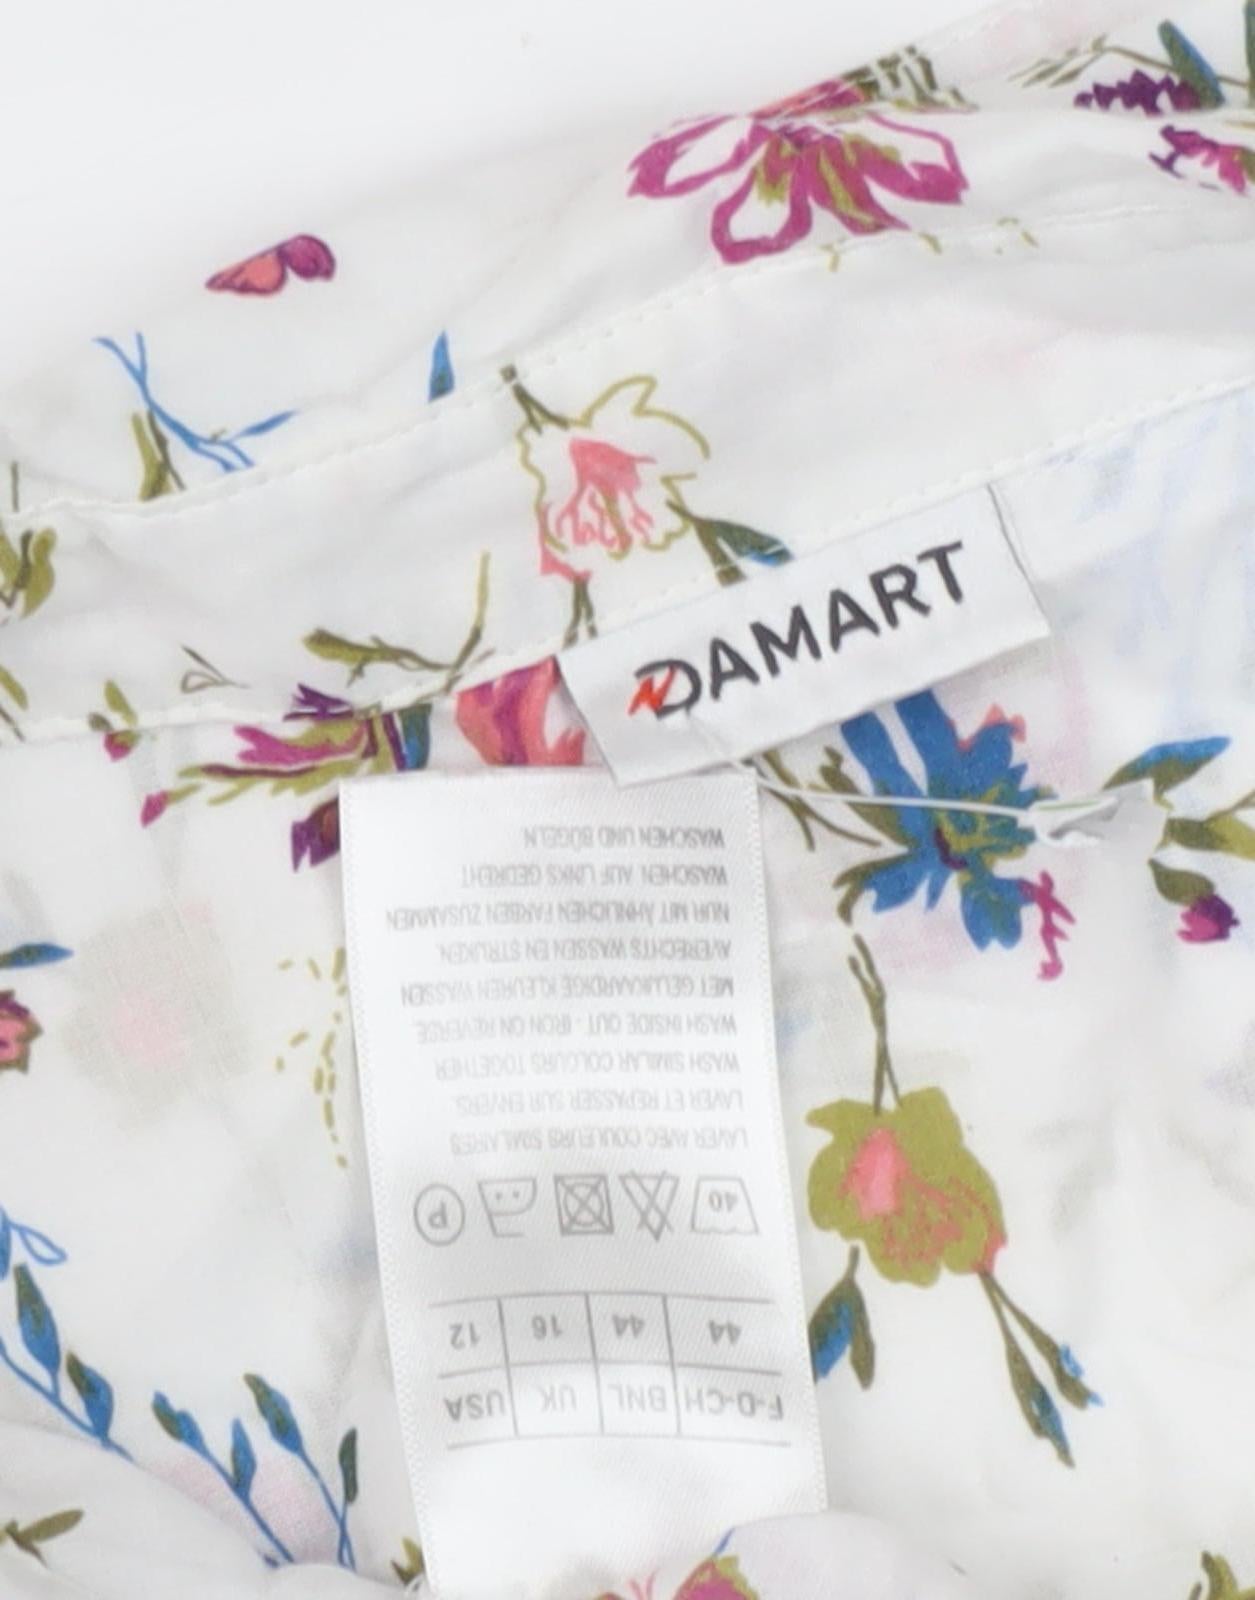 DAMART
F-D-CH BNL UK USA
44 44 16 12
40 P
LAVER AVEC COULEURS SIMILAIRES
LAVER ET REPASSER SUR ENVERS.
WASH SIMILAR COLOURS TOGETHER
WASH INSIDE OUT - IRON ON REVERSE
MET GELIJKAARDIGE KLEUREN WASSEN
AVERECHTS WASSEN EN STRIJKEN.
NUR MIT ÄHNLICHEN FARBEN ZUSAMMEN
WASCHEN AUF LINKS GEDREHT
WASCHEN UND BÜGELN